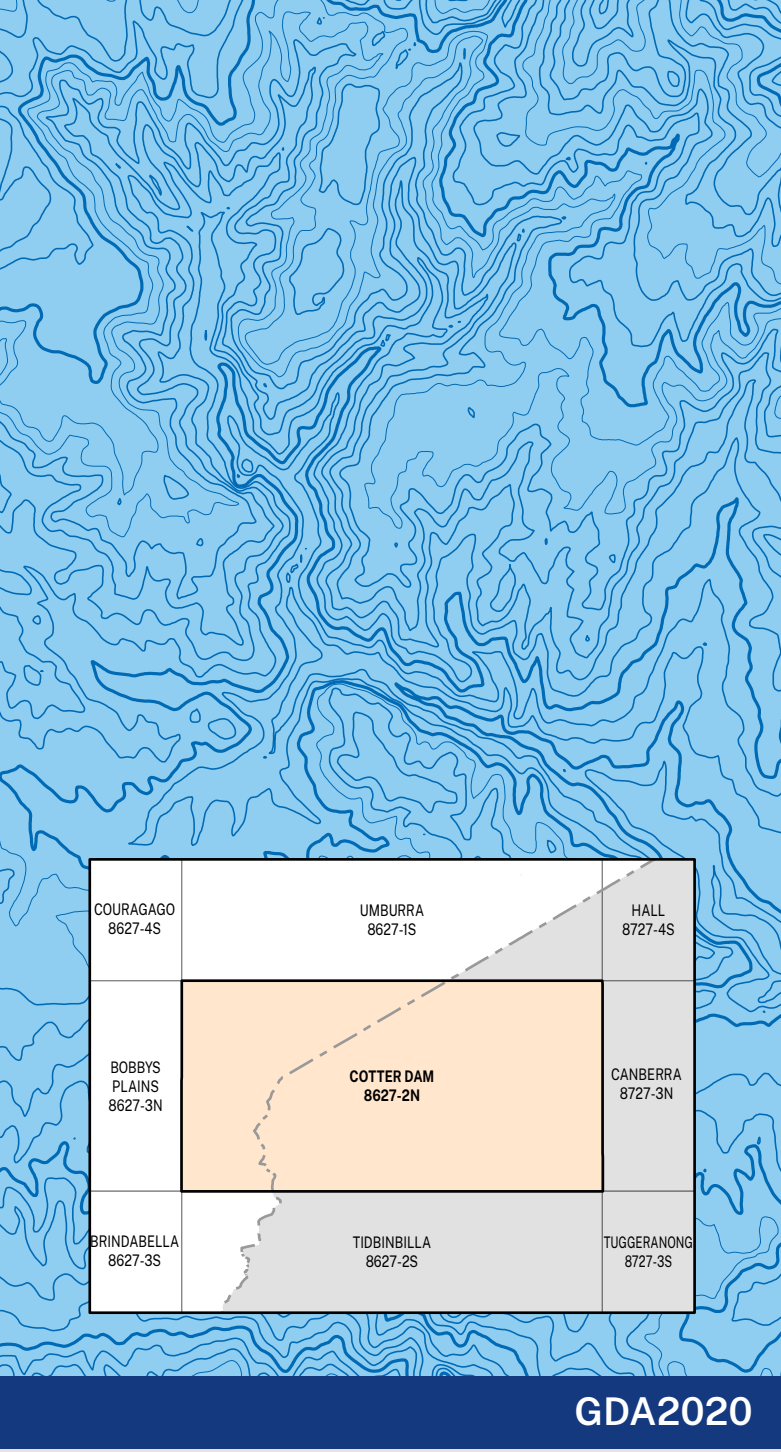 COURAGAGO
8627-4S
UMBURRA
8627-1S
HALL
8727-4S
BOBBYS
PLAINS
8627-3N
COTTER DAM
8627-2N
CANBERRA
8727-3N
BRINDABELLA
8627-3S
TIDBINBILLA
8627-2S
TUGGERANONG
8727-3S
GDA2020